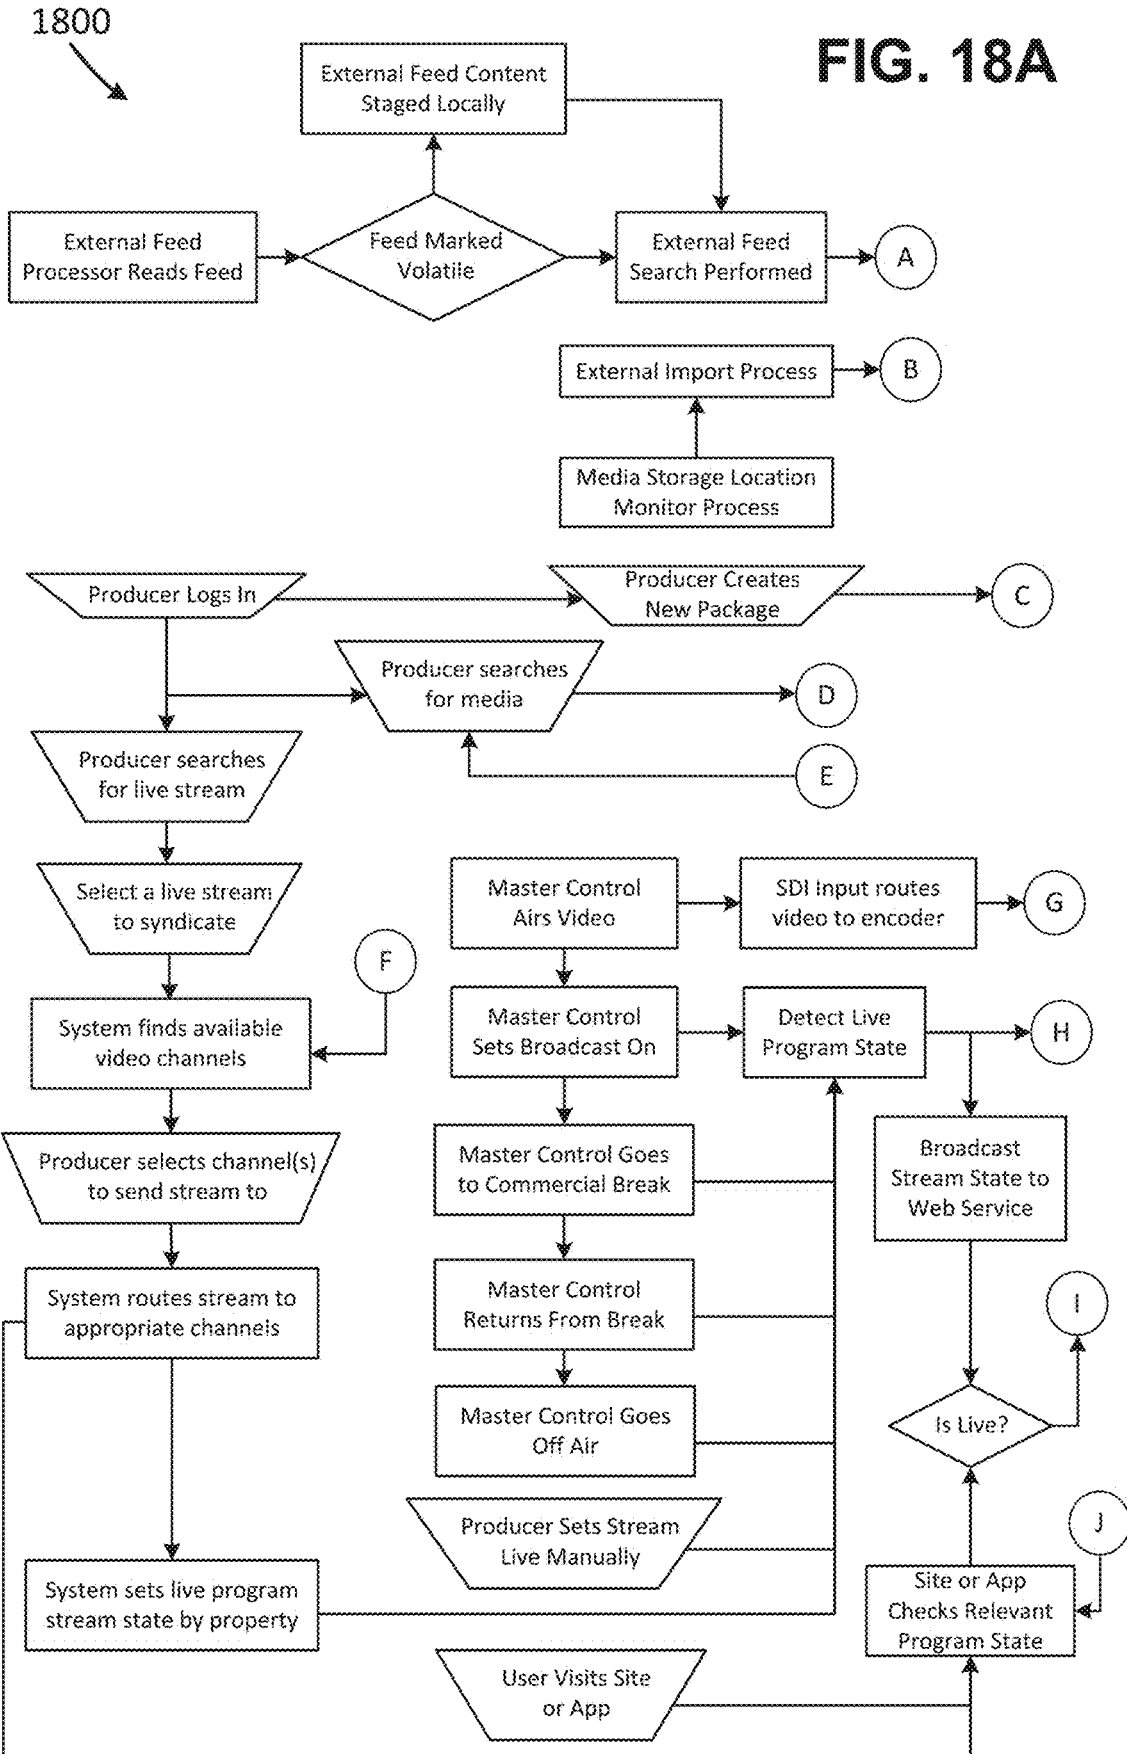 1800
FIG. 18A
External Feed Content
Staged Locally
External Feed
Processor Reads Feed
Feed Marked
Volatile
External Feed
Search Performed
A
External Import Process
B
Media Storage Location
Monitor Process
Producer Logs In
Producer Creates
New Package
C
Producer searches
for media
D
E
Producer searches
for live stream
Select a live stream
to syndicate
Master Control
Airs Video
SDI Input routes
video to encoder
G
F
System finds available
video channels
Master Control
Sets Broadcast On
Detect Live
Program State
H
Producer selects channel(s)
to send stream to
Master Control Goes
to Commercial Break
Broadcast
Stream State to
Web Service
System routes stream to
appropriate channels
Master Control
Returns From Break
I
Master Control Goes
Off Air
Is Live?
Producer Sets Stream
Live Manually
J
System sets live program
stream state by property
Site or App
Checks Relevant
Program State
User Visits Site
or App